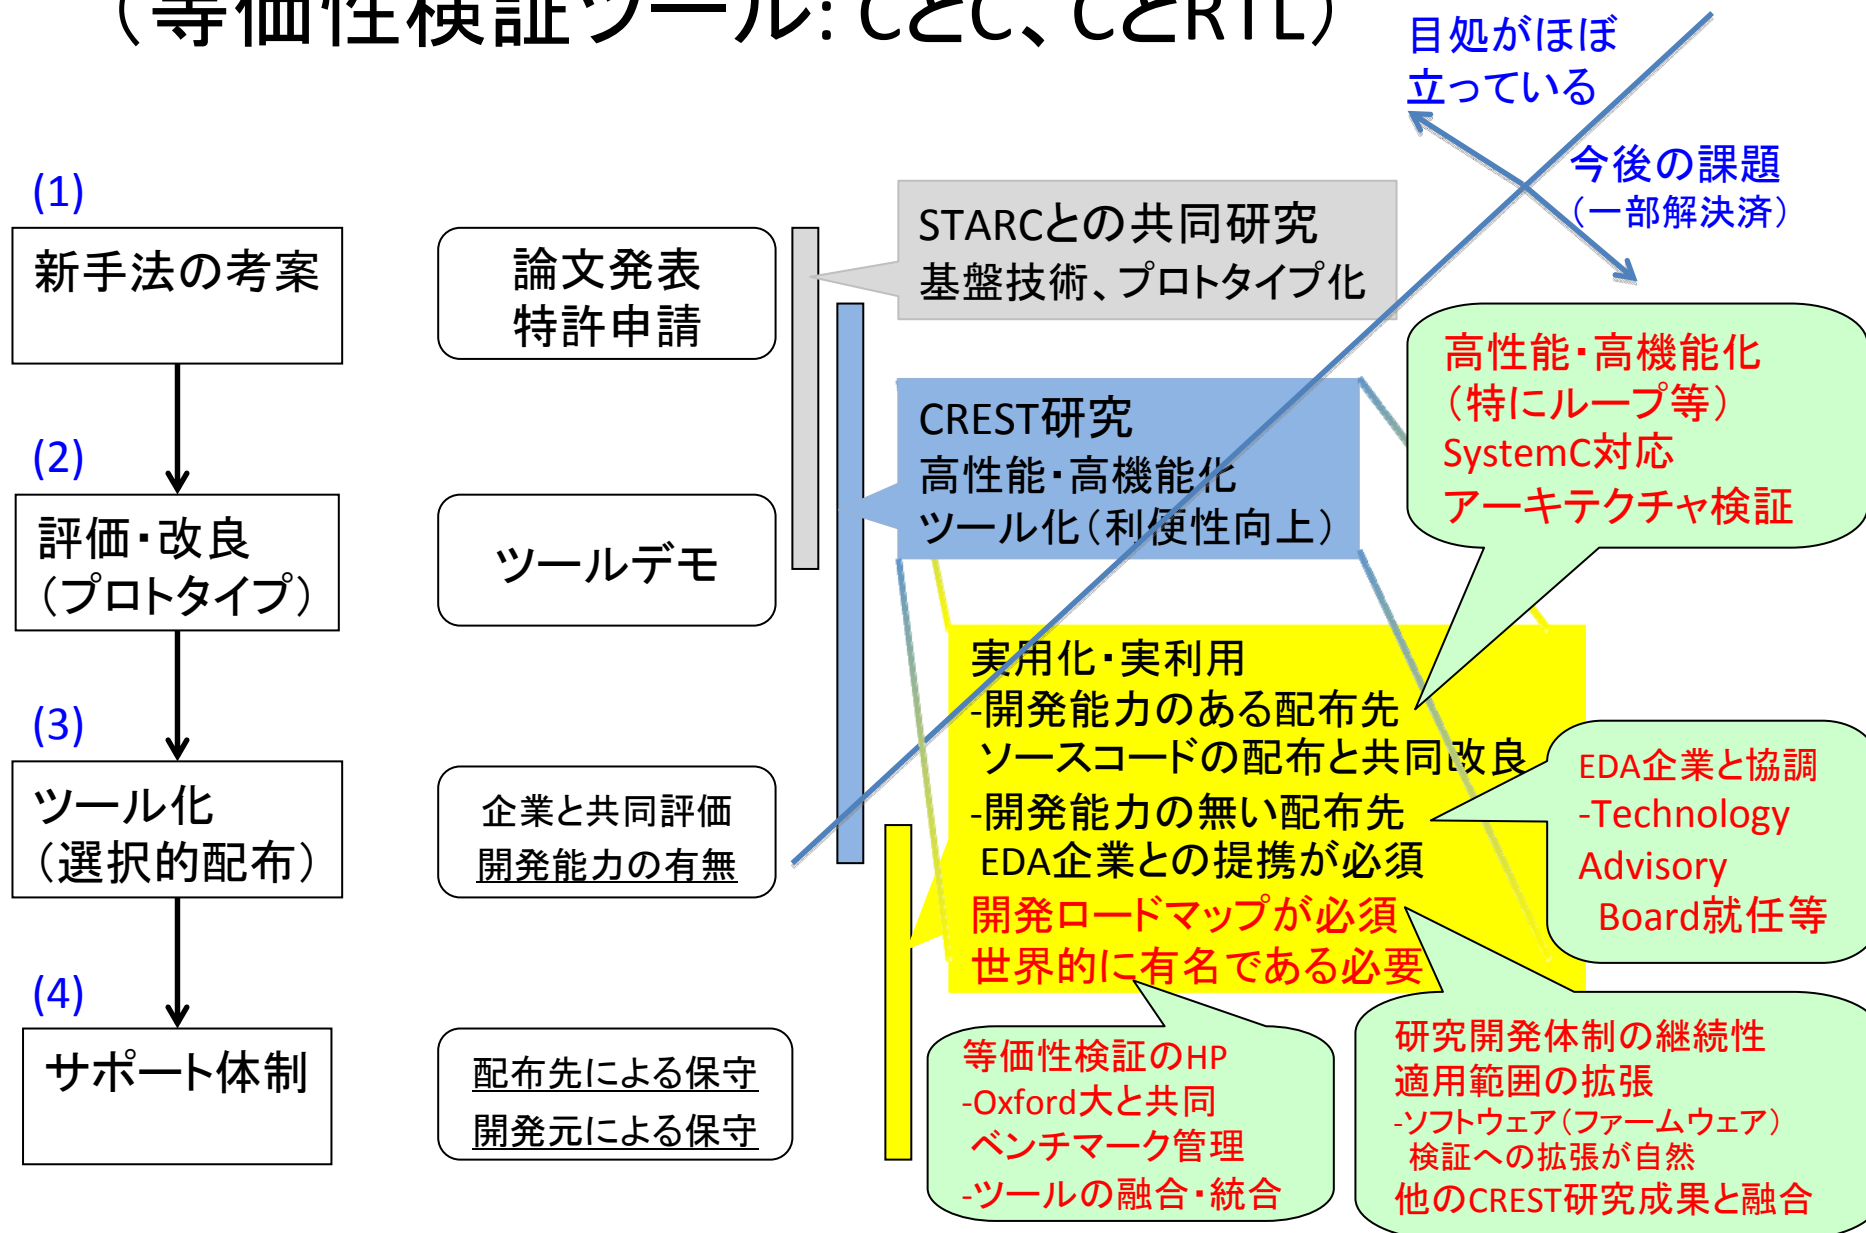 （等価性検証ツール: CとC、CとRTL）
目処がほぼ
立っている
今後の課題
（一部解決済）
(1)
新手法の考案
論文発表
特許申請
STARCとの共同研究
基盤技術、プロトタイプ化
(2)
評価・改良
（プロトタイプ）
ツールデモ
CREST研究
高性能・高機能化
ツール化（利便性向上）
高性能・高機能化
（特にループ等）
SystemC対応
アーキテクチャ検証
(3)
ツール化
（選択的配布）
企業と共同評価
開発能力の有無
実用化・実利用
-開発能力のある配布先
ソースコードの配布と共同改良
-開発能力の無い配布先
EDA企業との提携が必須
開発ロードマップが必須
世界的に有名である必要
EDA企業と協調
-Technology
Advisory
Board就任等
(4)
サポート体制
配布先による保守
開発元による保守
等価性検証のHP
-Oxford大と共同
ベンチマーク管理
-ツールの融合・統合
研究開発体制の継続性
適用範囲の拡張
-ソフトウェア（ファームウェア）
検証への拡張が自然
他のCREST研究成果と融合